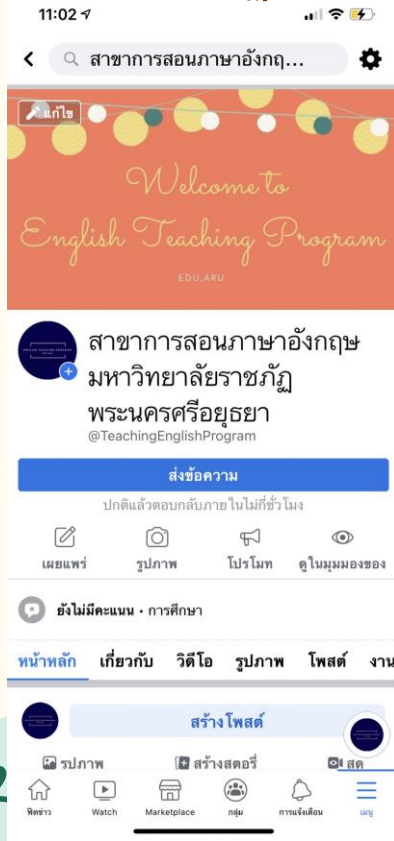 11:02
สาขาการสอนภาษาอังกฤ...
แก้ไข
Welcome to
English Teaching Program
EDU,ARU
สาขาการสอนภาษาอังกฤษ
มหาวิทยาลัยราชภัฏ
พระนครศรีอยุธยา
@TeachingEnglishProgram
ส่งข้อความ
ปกติแล้วตอบกลับภายในไม่กี่ชั่วโมง
เผยแพร่ รูปภาพ โปรโมท ดูในมุมมองของ
ยังไม่มีคะแนน · การศึกษา
หน้าหลัก เกี่ยวกับ วิดีโอ รูปภาพ โพสต์ งาน
สร้างโพสต์
รูปภาพ สร้างสตอรี่ สด
ฟีดข่าว Watch Marketplace กลุ่ม การแจ้งเตือน เมนู